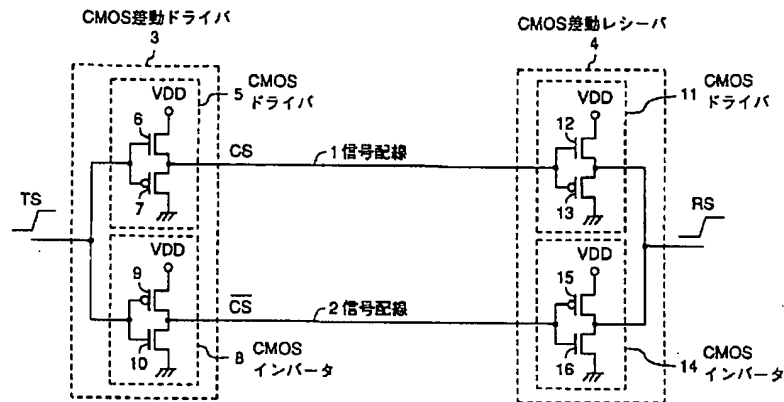 CMOS差動ドライバ
3
CMOS差動レシーバ
4
5 CMOS
ドライバ
VDD
6
7
CS
1信号配線
11 CMOS
ドライバ
VDD
12
13
TS
RS
VDD
9
10
C̅S̅
2信号配線
8 CMOS
インバータ
VDD
15
16
14 CMOS
インバータ